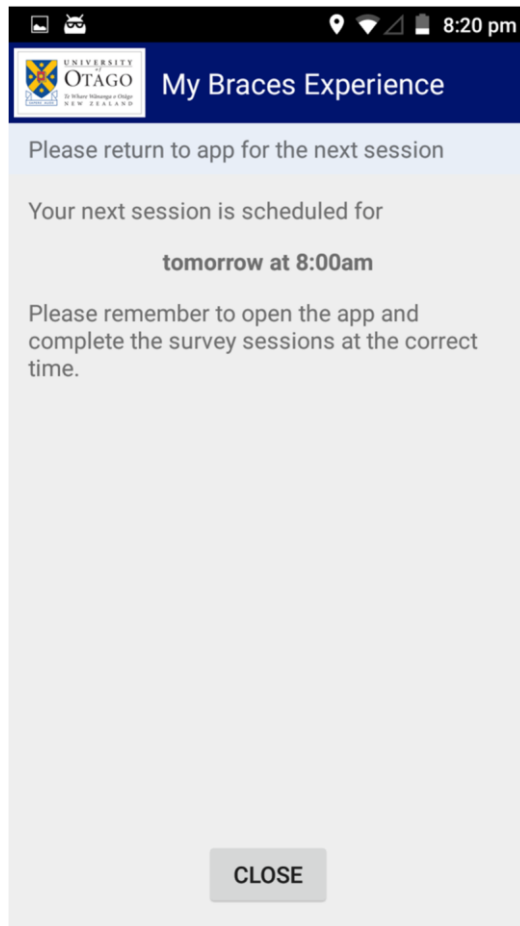 8:20 pm
UNIVERSITY
of
OTAGO
Te Whare Wānanga o Otāgo
NEW ZEALAND
My Braces Experience
Please return to app for the next session
Your next session is scheduled for
tomorrow at 8:00am
Please remember to open the app and
complete the survey sessions at the correct
time.
CLOSE